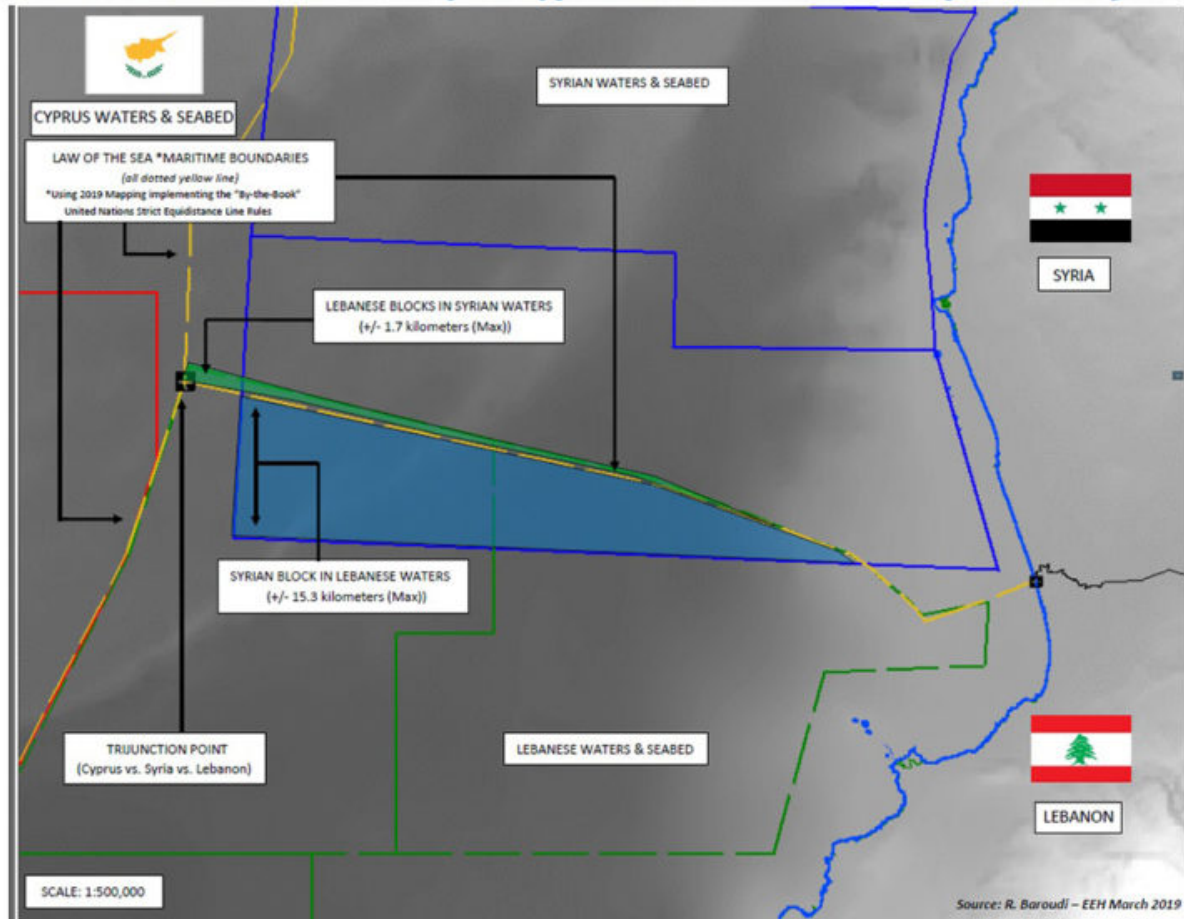 CYPRUS WATERS & SEABED
LAW OF THE SEA *MARITIME BOUNDARIES
(all dotted yellow line)
*Using 2019 Mapping implementing the "By-the-Book"
United Nations Strict Equidistance Line Rules
SYRIAN WATERS & SEABED
SYRIA
LEBANESE BLOCKS IN SYRIAN WATERS
(+/- 1.7 kilometers (Max))
SYRIAN BLOCK IN LEBANESE WATERS
(+/- 15.3 kilometers (Max))
TRIJUNCTION POINT
(Cyprus vs. Syria vs. Lebanon)
LEBANESE WATERS & SEABED
LEBANON
SCALE: 1:500,000
Source: R. Baroudi – EEH March 2019